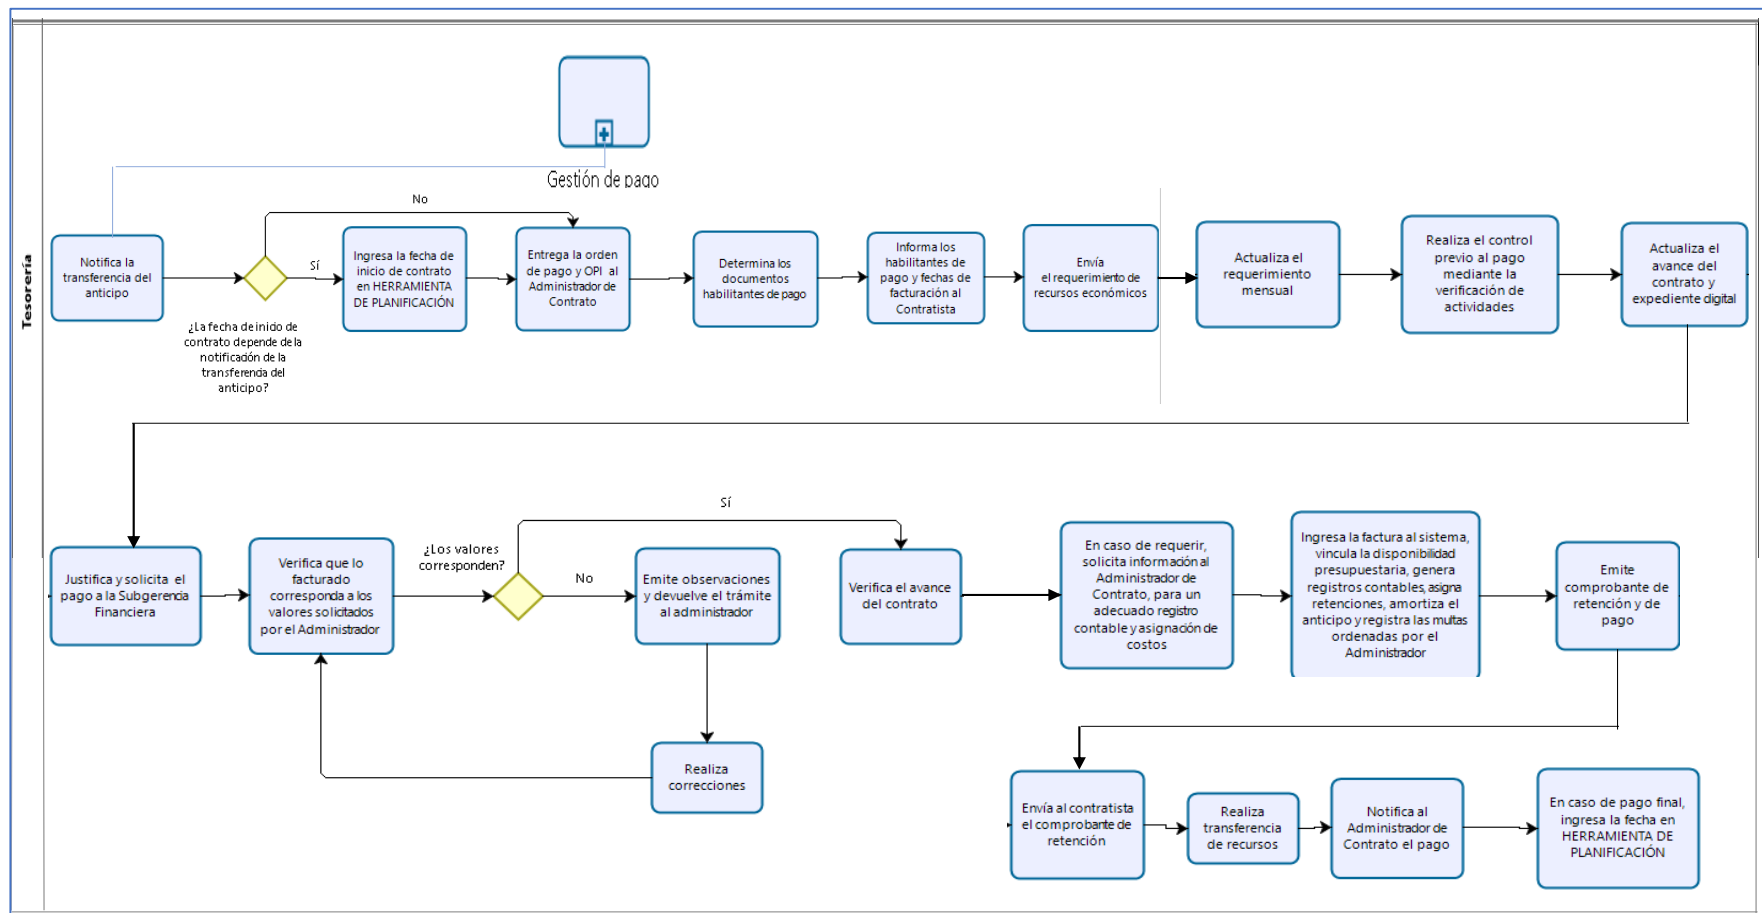 Tesorería
Gestión de pago
Notifica la
transferencia del
anticipo
¿La fecha de inicio de
contrato depende de la
notificación de la
transferencia del
anticipo?
No
Sí
Ingresa la fecha de
inicio de contrato
en HERRAMIENTA
DE PLANIFICACIÓN
Entrega la orden
de pago y OPI al
Administrador de
Contrato
Determina los
documentos
habilitantes de pago
Informa los
habilitantes de
pago y fechas de
facturación al
Contratista
Envía
el requerimiento de
recursos económicos
Actualiza el
requerimiento
mensual
Realiza el control
previo al pago
mediante la
verificación de
actividades
Actualiza el
avance del
contrato y
expediente digital
Justifica y solicita el
pago a la Subgerencia
Financiera
Verifica que lo
facturado
corresponda a los
valores solicitados
por el Administrador
¿Los valores
corresponden?
Sí
No
Emite observaciones
y devuelve el trámite
al administrador
Realiza
correcciones
Verifica el avance
del contrato
En caso de requerir,
solicita información al
Administrador de
Contrato, para un
adecuado registro
contable y asignación de
costos
Ingresa la factura al sistema,
vincula la disponibilidad
presupuestaria, genera
registros contables, asigna
retenciones, amortiza el
anticipo y registra las multas
ordenadas por el
Administrador
Emite
comprobante de
retención y de
pago
Envía al contratista
el comprobante de
retención
Realiza
transferencia
de recursos
Notifica al
Administrador de
Contrato el pago
En caso de pago final,
ingresa la fecha en
HERRAMIENTA DE
PLANIFICACIÓN